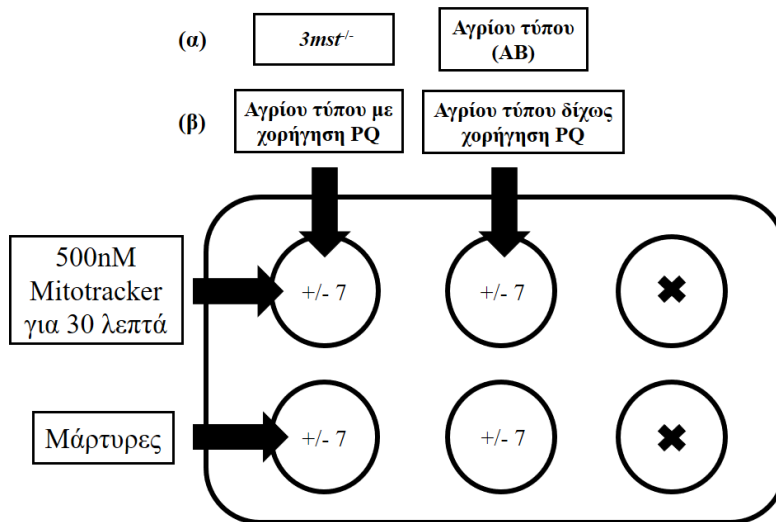 (α)
3mst⁺/⁻
Αγρίου τύπου
(AB)
(β)
Αγρίου τύπου με
χορήγηση PQ
Αγρίου τύπου δίχως
χορήγηση PQ
500nM
Mitotracker
για 30 λεπτά
+/- 7
+/- 7
Μάρτυρες
+/- 7
+/- 7